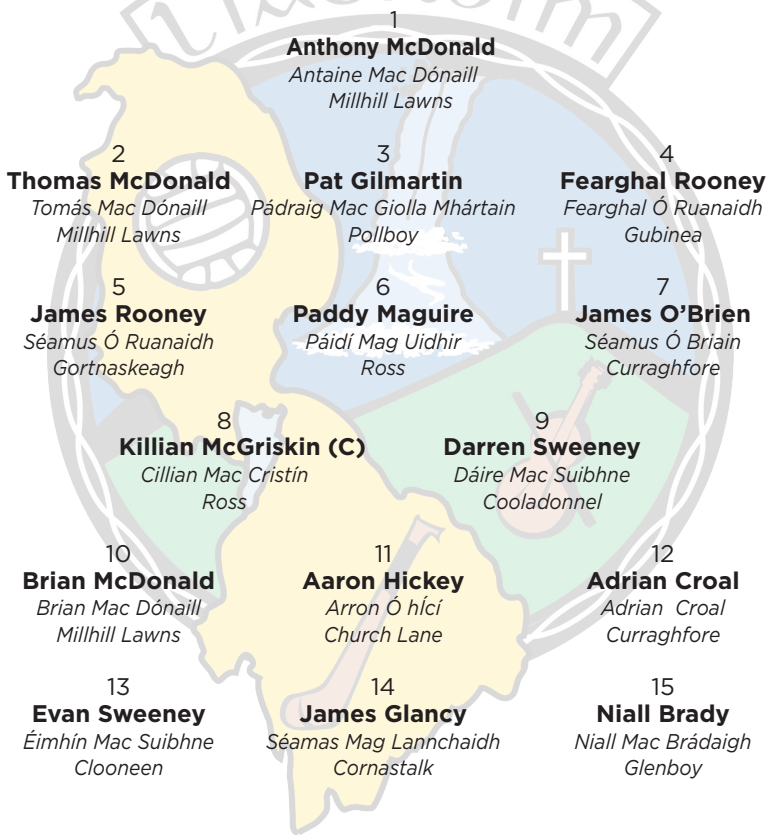 1
Anthony McDonald
Antaine Mac Dónaill
Millhill Lawns
2
Thomas McDonald
Tomás Mac Dónaill
Millhill Lawns
3
Pat Gilmartin
Pádraig Mac Giolla Mhártain
Pollboy
4
Fearghal Rooney
Fearghal Ó Ruanaidh
Gubinea
5
James Rooney
Séamus Ó Ruanaidh
Gortnaskeagh
6
Paddy Maguire
Páidí Mag Uidhir
Ross
7
James O’Brien
Séamus Ó Briain
Curraghfore
8
Killian McGriskin (C)
Cillian Mac Cristín
Ross
9
Darren Sweeney
Dáire Mac Suibhne
Cooladonnel
10
Brian McDonald
Brian Mac Dónaill
Millhill Lawns
11
Aaron Hickey
Arron Ó hÍcí
Church Lane
12
Adrian Croal
Adrian Croal
Curraghfore
13
Evan Sweeney
Éimhín Mac Suibhne
Clooneen
14
James Glancy
Séamas Mag Lannchaidh
Cornastalk
15
Niall Brady
Niall Mac Brádaigh
Glenboy